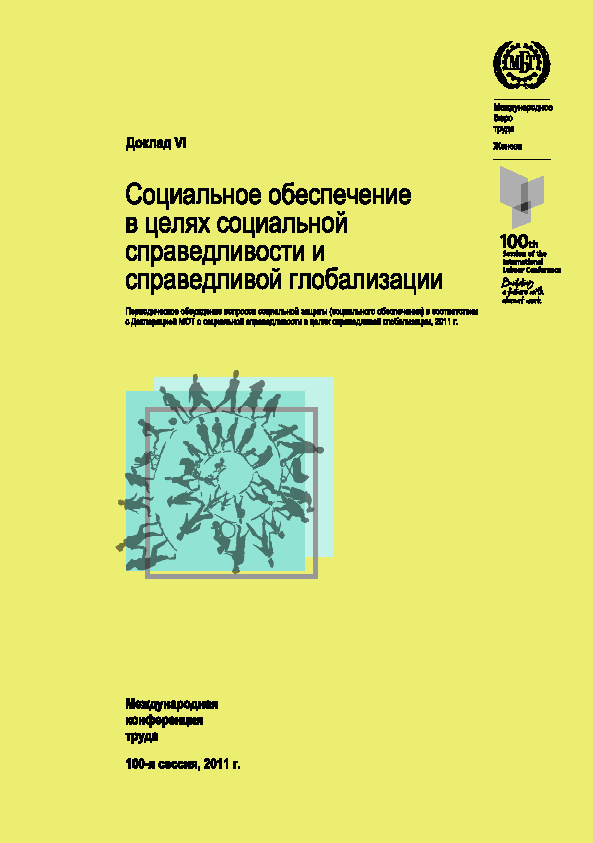 МБТ
Международное
бюро
труда
Женева
Доклад VI
100th
Session of the
International
Labour Conference
Building
a future with
decent work
Социальное обеспечение
в целях социальной
справедливости и
справедливой глобализации
Периодическое обсуждение вопросов социальной защиты (социального обеспечения) в соответствии
с Декларацией МОТ о социальной справедливости в целях справедливой глобализации, 2011 г.
Международная
конференция
труда
100-я сессия, 2011 г.